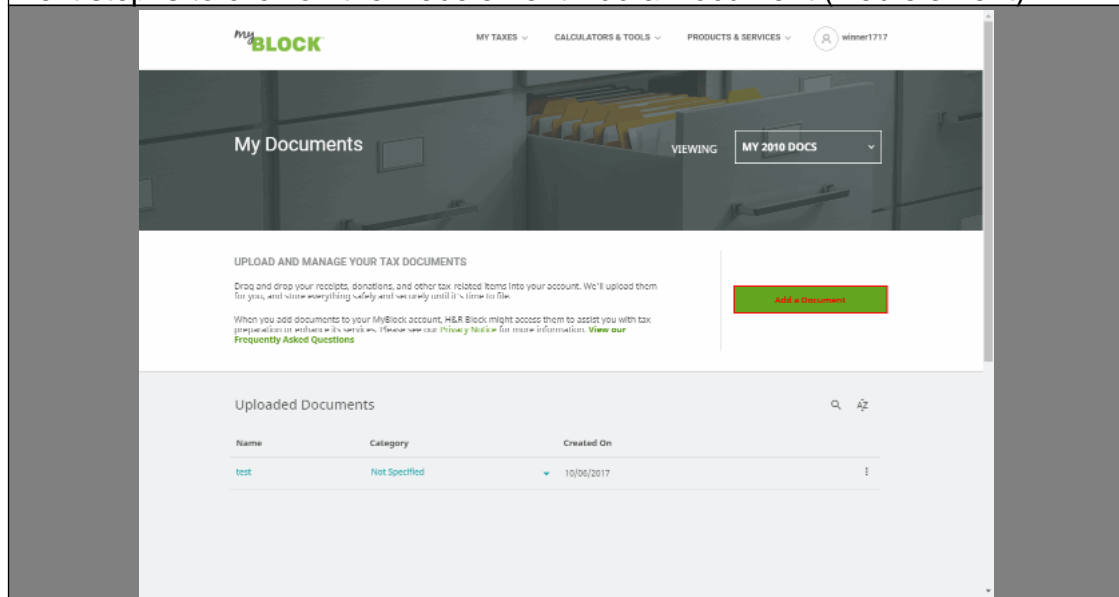 my BLOCK
MY TAXES
CALCULATORS & TOOLS
PRODUCTS & SERVICES
winner1717
My Documents
VIEWING
MY 2010 DOCS
UPLOAD AND MANAGE YOUR TAX DOCUMENTS
Drag and drop your receipts, donations, and other tax related items into your account. We'll upload them
for you, and store everything safely and securely until it's time to file.
Add a Document
When you add documents to your MyBlock account, H&R Block might access them to assist you with tax
preparation or enhance its services. Please see our Privacy Notice for more information. View our
Frequently Asked Questions
Uploaded Documents
AZ
Name
Category
Created On
test
Not Specified
10/06/2017